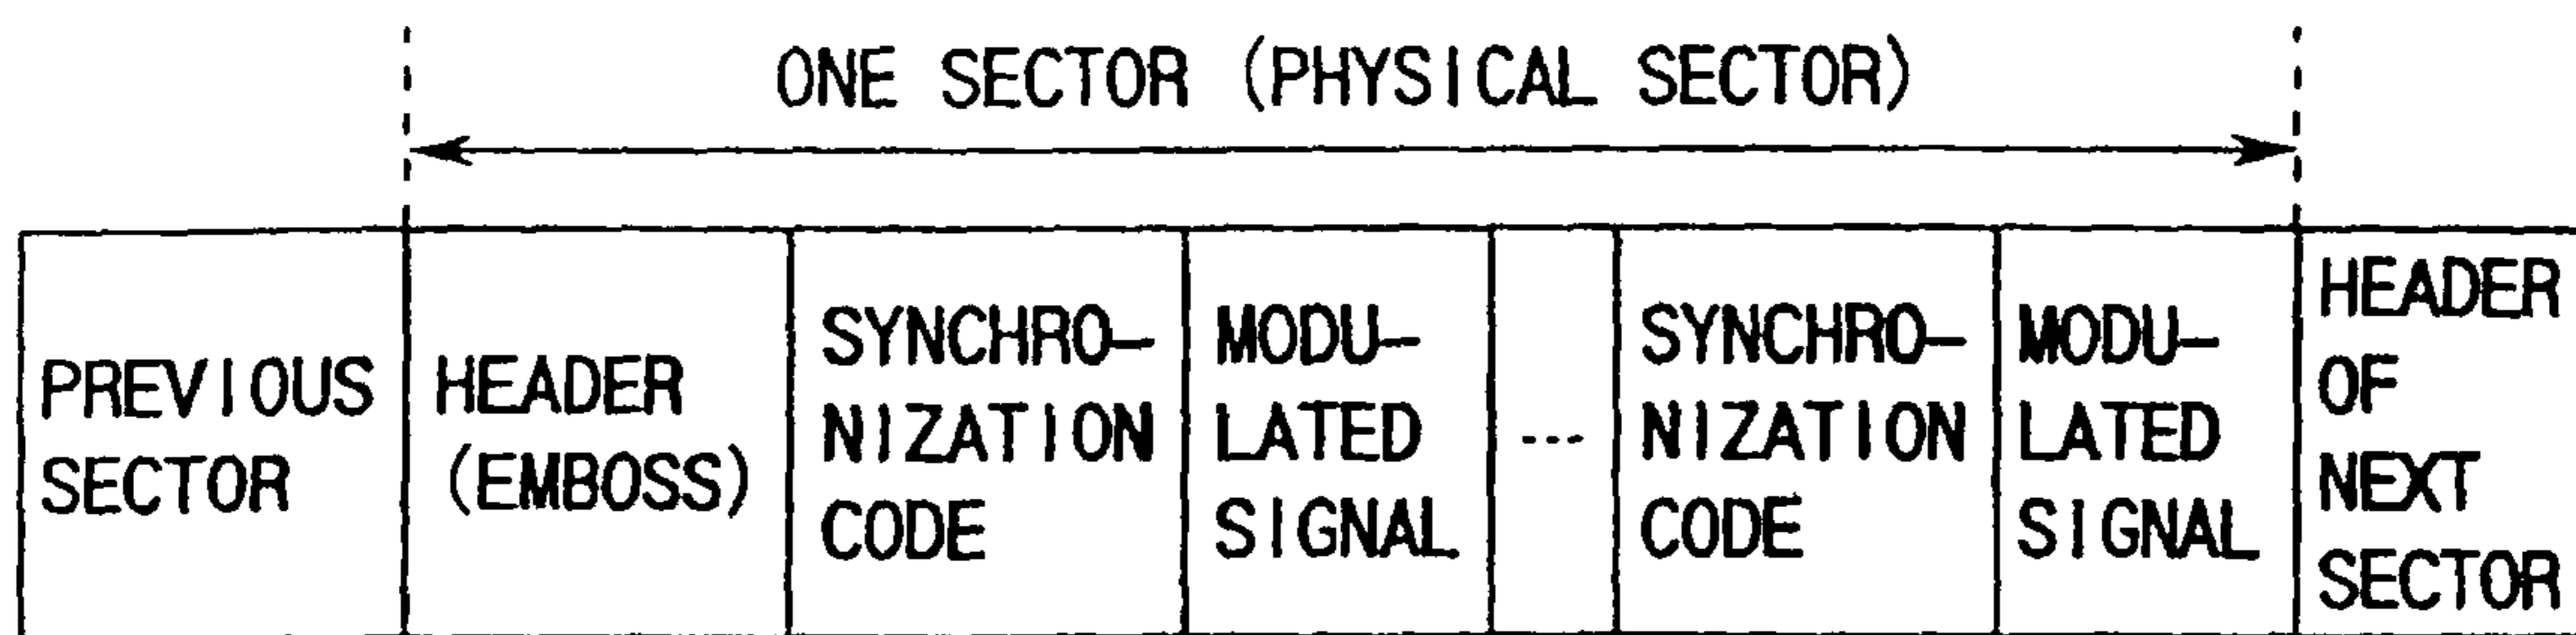 ONE SECTOR (PHYSICAL SECTOR)
PREVIOUS
SECTOR
HEADER
(EMBOSS)
SYNCHRO-
NIZATION
CODE
MODU-
LATED
SIGNAL
---
SYNCHRO-
NIZATION
CODE
MODU-
LATED
SIGNAL
HEADER
OF
NEXT
SECTOR